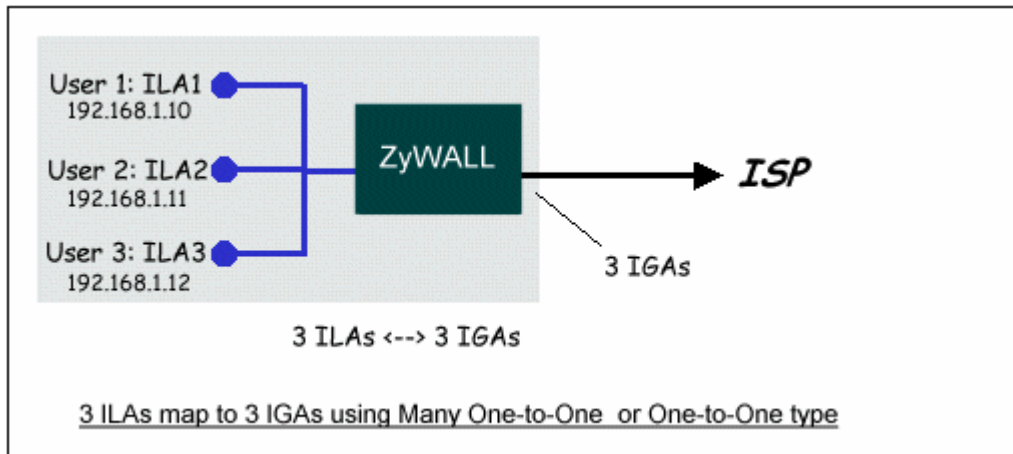 User 1: ILA1
192.168.1.10
User 2: ILA2
192.168.1.11
User 3: ILA3
192.168.1.12
ZyWALL
ISP
3 IGAs
3 ILAs <--> 3 IGAs
3 ILAs map to 3 IGAs using Many One-to-One or One-to-One type